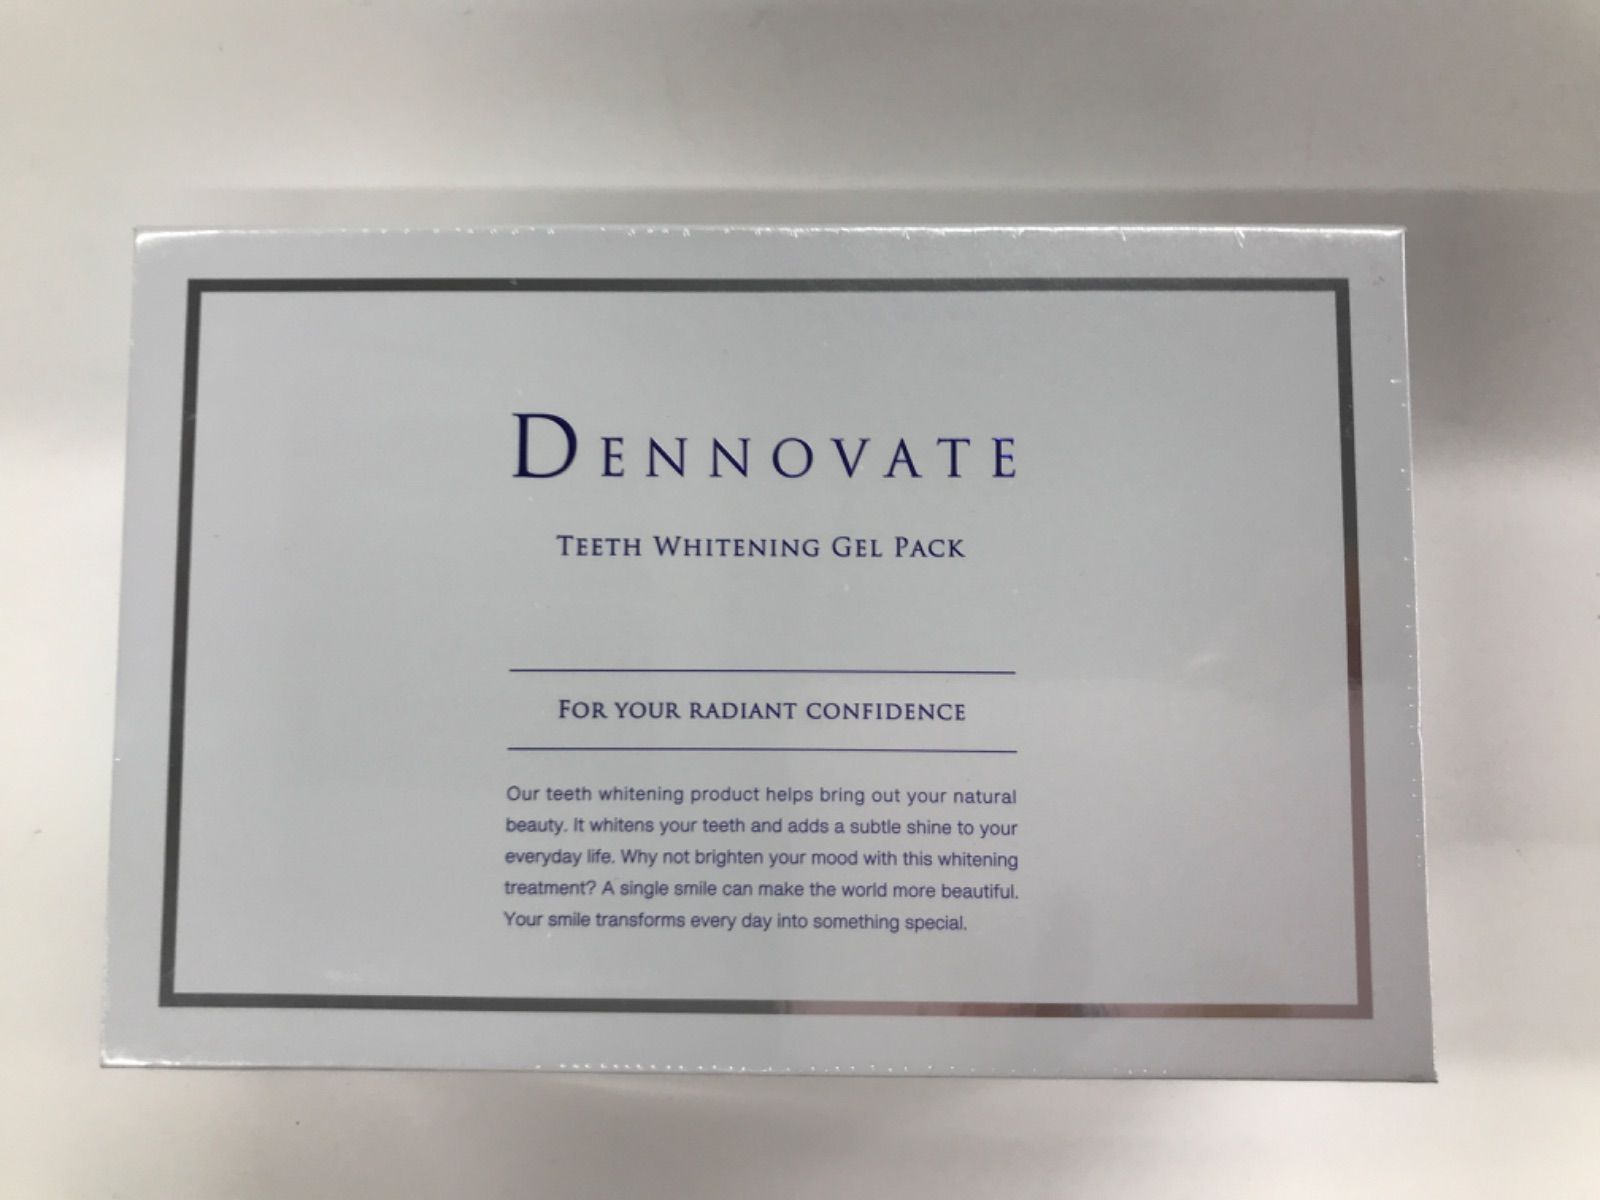 DENNOVATE
TEETH WHITENING GEL PACK
FOR YOUR RADIANT CONFIDENCE
Our teeth whitening product helps bring out your natural
beauty. It whitens your teeth and adds a subtle shine to your
everyday life. Why not brighten your mood with this whitening
treatment? A single smile can make the world more beautiful.
Your smile transforms every day into something special.